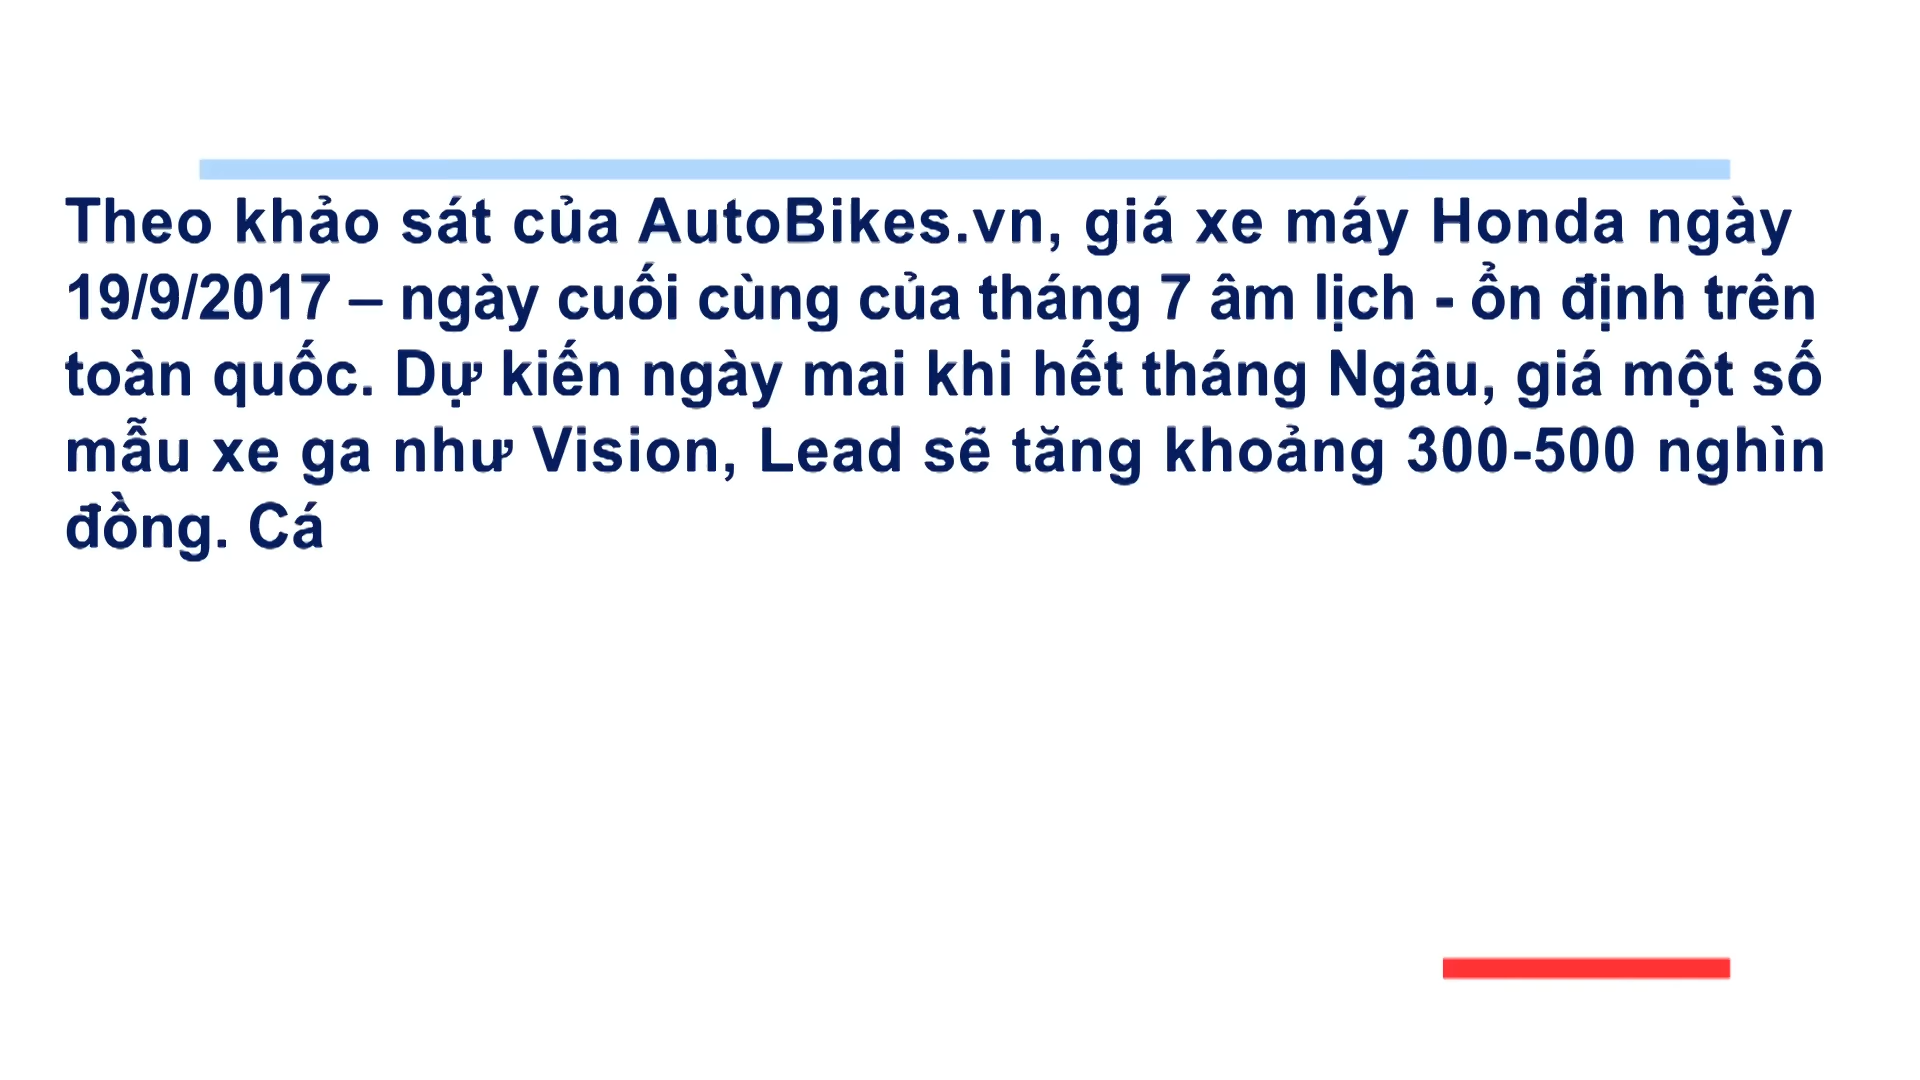 Theo khảo sát của AutoBikes.vn, giá xe máy Honda ngày
19/9/2017 – ngày cuối cùng của tháng 7 âm lịch - ổn định trên
toàn quốc. Dự kiến ngày mai khi hết tháng Ngâu, giá một số
mẫu xe ga như Vision, Lead sẽ tăng khoảng 300-500 nghìn
đồng. Cá